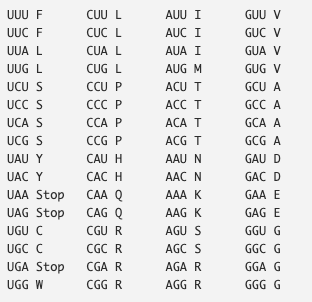 UUU F CUU L AUU I GUU V
UUC F CUC L AUC I GUC V
UUA L CUA L AUA I GUA V
UUG L CUG L AUG M GUG V
UCU S CCU P ACU T GCU A
UCC S CCC P ACC T GCC A
UCA S CCA P ACA T GCA A
UCG S CCG P ACG T GCG A
UAU Y CAU H AAU N GAU D
UAC Y CAC H AAC N GAC D
UAA Stop CAA Q AAA K GAA E
UAG Stop CAG Q AAG K GAG E
UGU C CGU R AGU S GGU G
UGC C CGC R AGC S GGC G
UGA Stop CGA R AGA R GGA G
UGG W CGG R AGG R GGG G